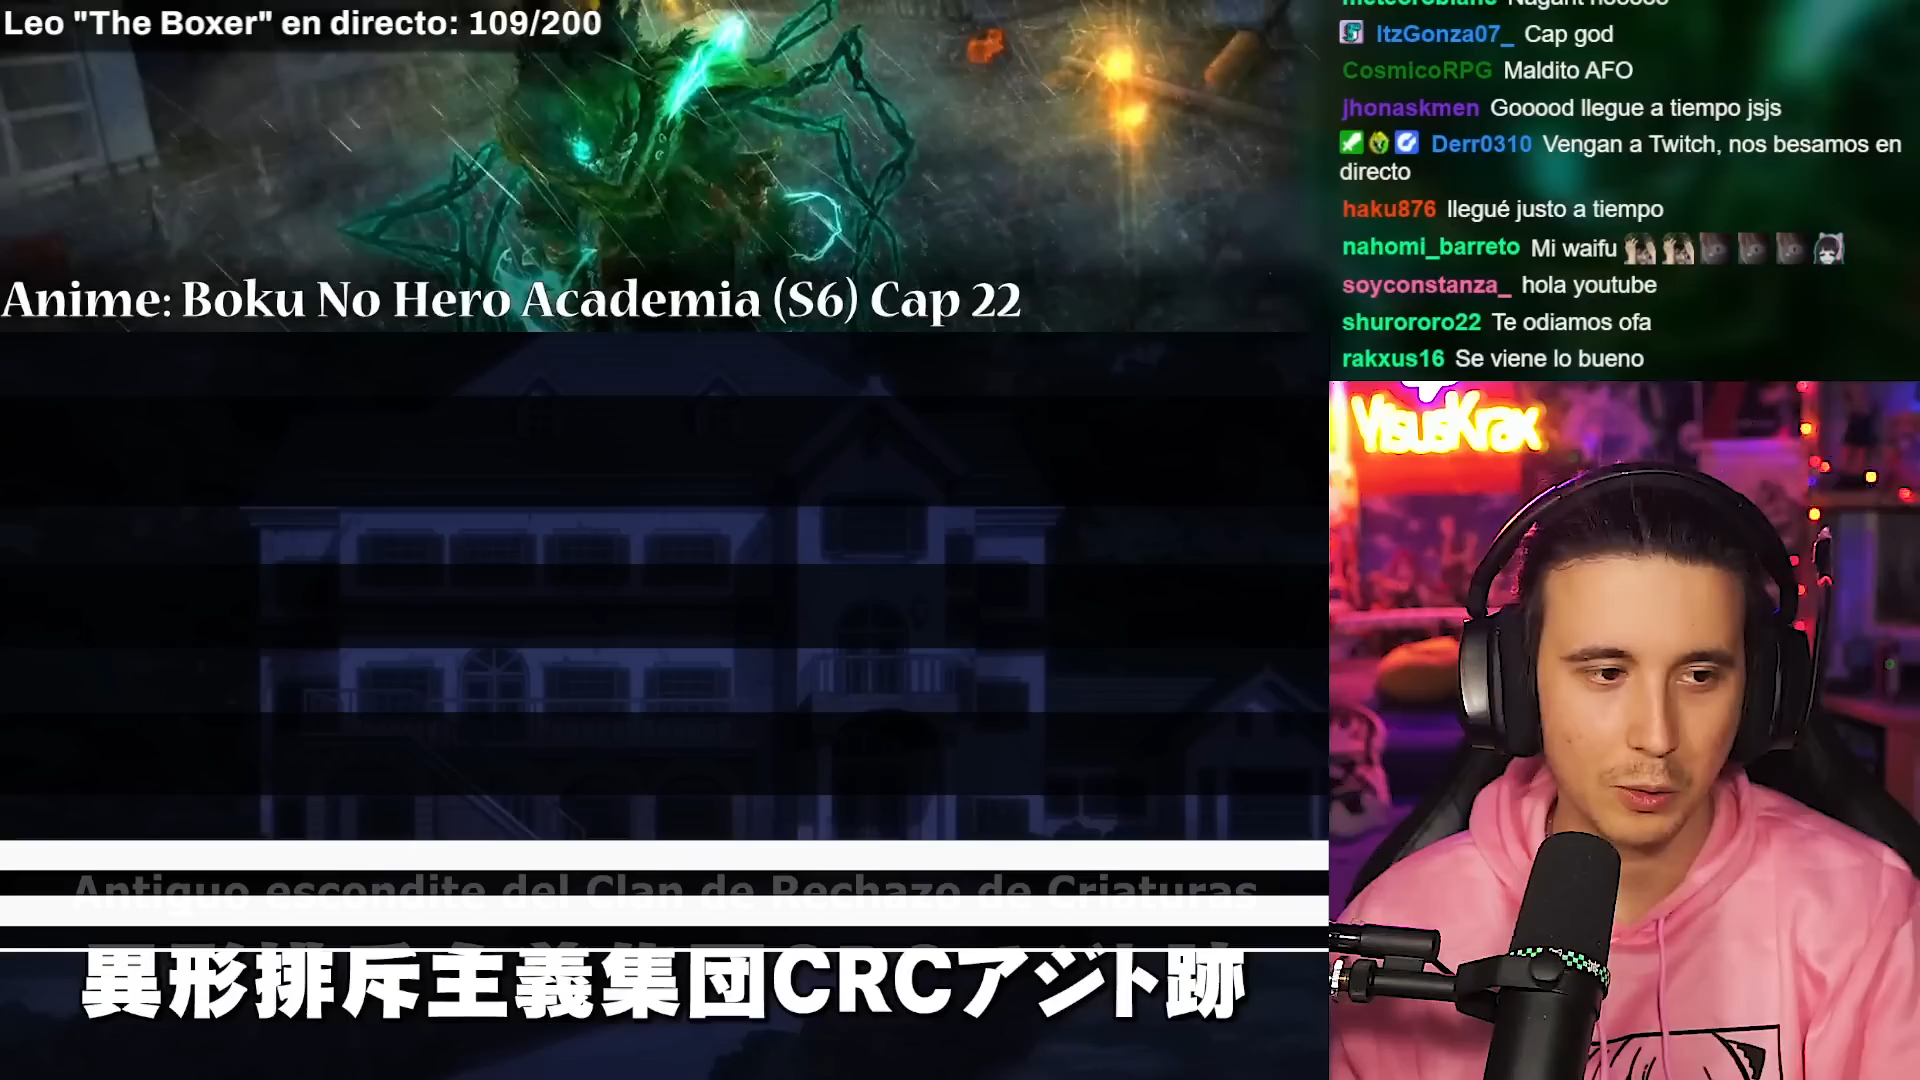 Leo "The Boxer" en directo: 109/200
Anime: Boku No Hero Academia (S6) Cap 22
Antiguo escondite del Clan de Rechazo de Criaturas
異形排斥主義集団CRCアジト跡
meteoroblanc Nagant nooooo
ItzGonza07_ Cap god
CosmicoRPG Maldito AFO
jhonaskmen Gooood llegue a tiempo jsjs
Derr0310 Vengan a Twitch, nos besamos en
directo
haku876 llegué justo a tiempo
nahomi_barreto Mi waifu
soyconstanza_ hola youtube
shurororo22 Te odiamos ofa
rakxus16 Se viene lo bueno
VisusKrax